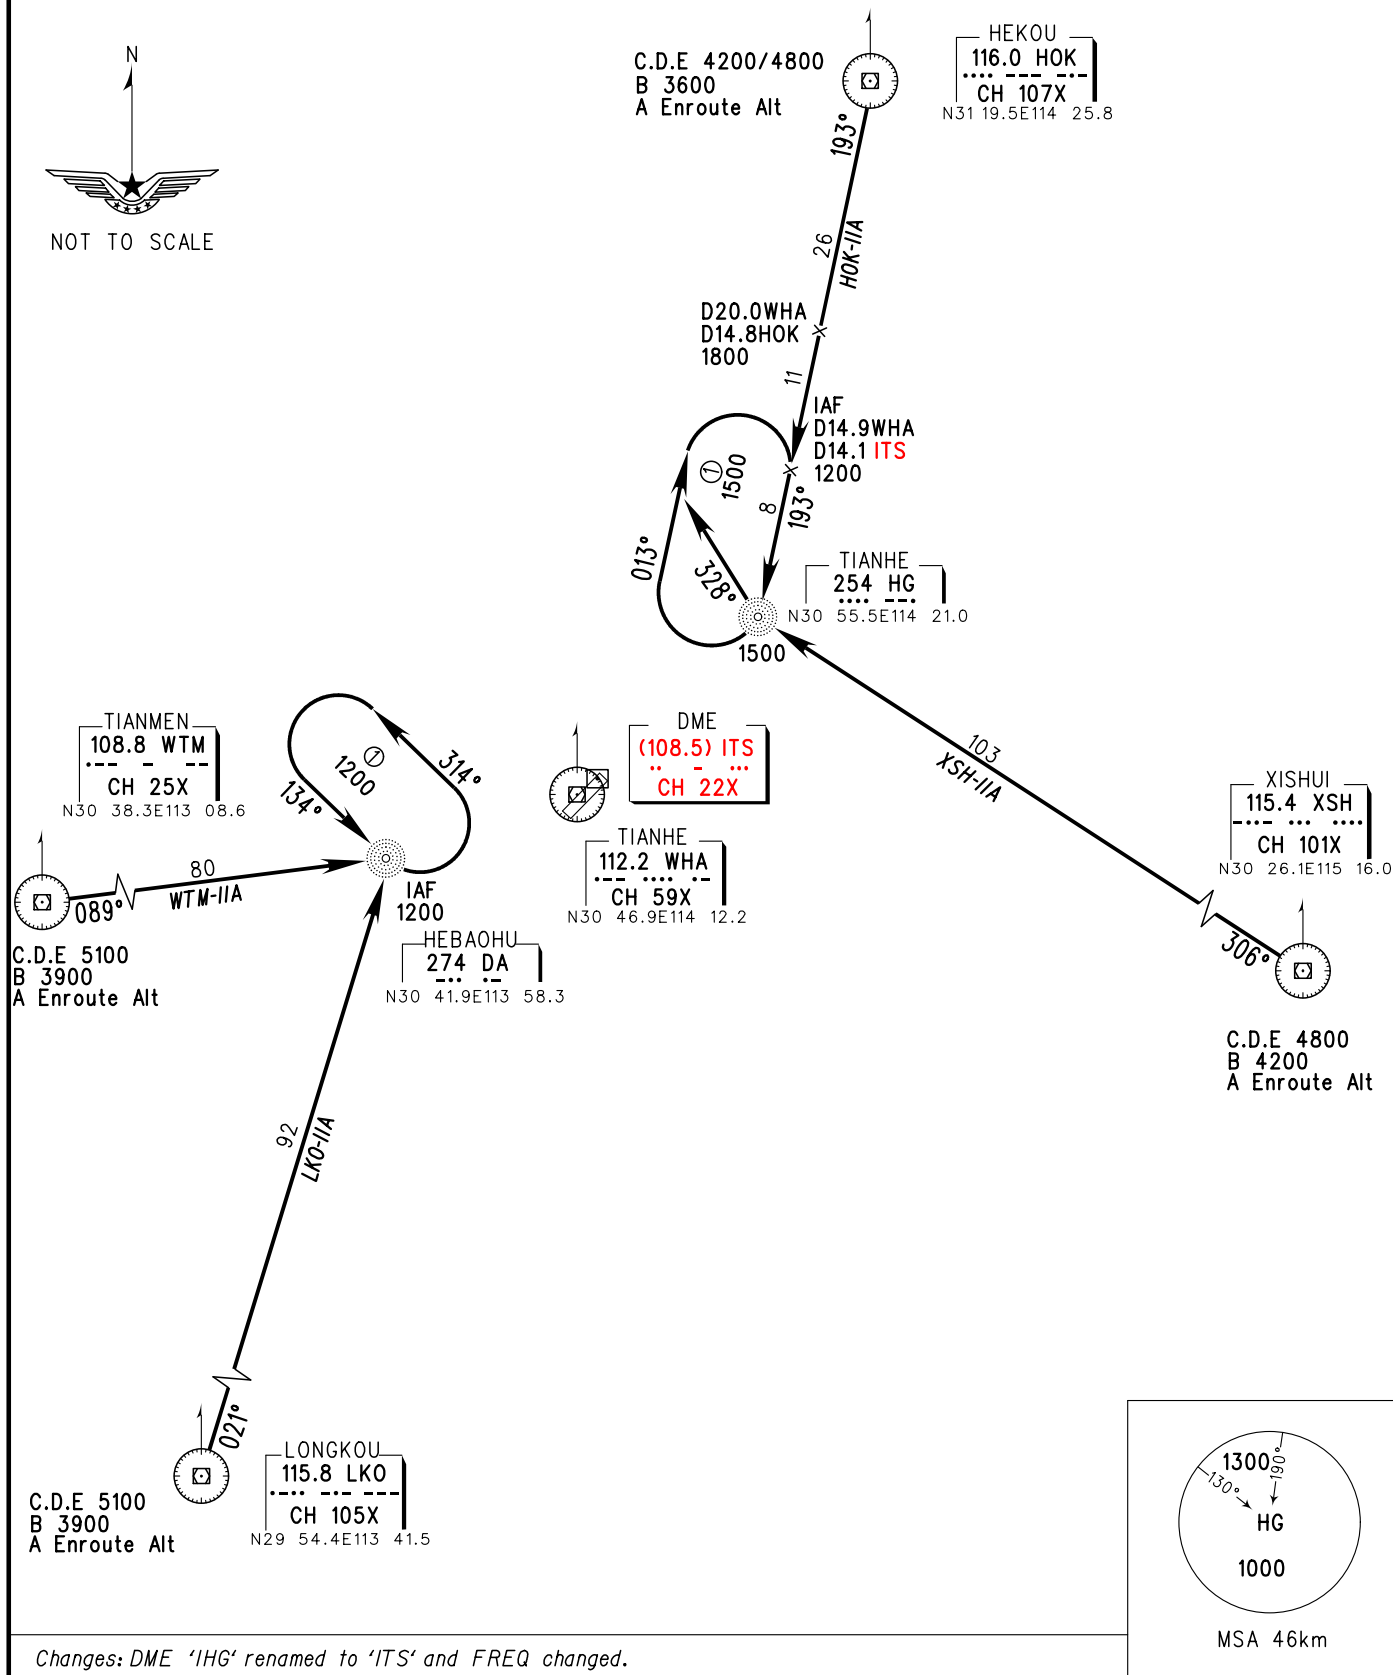 N
NOT TO SCALE
C.D.E 4200/4800
B 3600
A Enroute Alt
HEKOU
116.0 HOK
CH 107X
N31 19.5E114 25.8
193°
26
HOK-IIA
D20.0WHA
D14.8HOK
1800
11
IAF
D14.9WHA
D14.1 ITS
1200
① 1500
8
193°
013°
328°
TIANHE
254 HG
N30 55.5E114 21.0
1500
103
XSH-IIA
306°
XISHUI
115.4 XSH
CH 101X
N30 26.1E115 16.0
C.D.E 4800
B 4200
A Enroute Alt
TIANMEN
108.8 WTM
CH 25X
N30 38.3E113 08.6
① 1200
314°
134°
DME
(108.5) ITS
CH 22X
TIANHE
112.2 WHA
CH 59X
N30 46.9E114 12.2
80
WTM-IIA
089°
C.D.E 5100
B 3900
A Enroute Alt
IAF
1200
HEBAOHU
274 DA
N30 41.9E113 58.3
92
LKO-IIA
021°
LONGKOU
115.8 LKO
CH 105X
N29 54.4E113 41.5
C.D.E 5100
B 3900
A Enroute Alt
1300
130°
190°
HG
1000
MSA 46km
Changes: DME 'IHG' renamed to 'ITS' and FREQ changed.